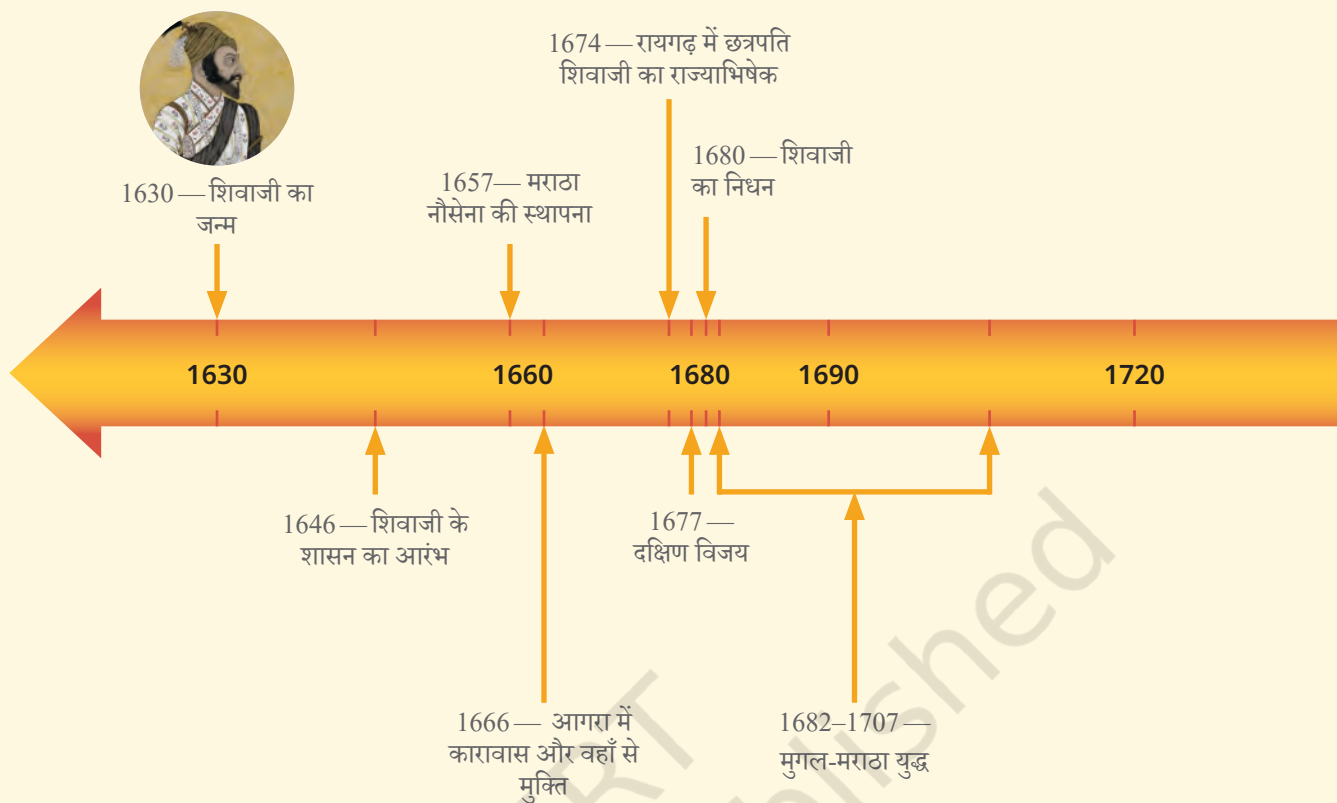 1674 — रायगढ़ में छत्रपति
शिवाजी का राज्याभिषेक
1680 — शिवाजी
का निधन
1657— मराठा
नौसेना की स्थापना
1630 — शिवाजी का
जन्म
1630
1660
1680
1690
1720
1646 — शिवाजी के
शासन का आरंभ
1677 —
दक्षिण विजय
1666 — आगरा में
कारावास और वहाँ से
मुक्ति
1682–1707 —
मुगल-मराठा युद्ध